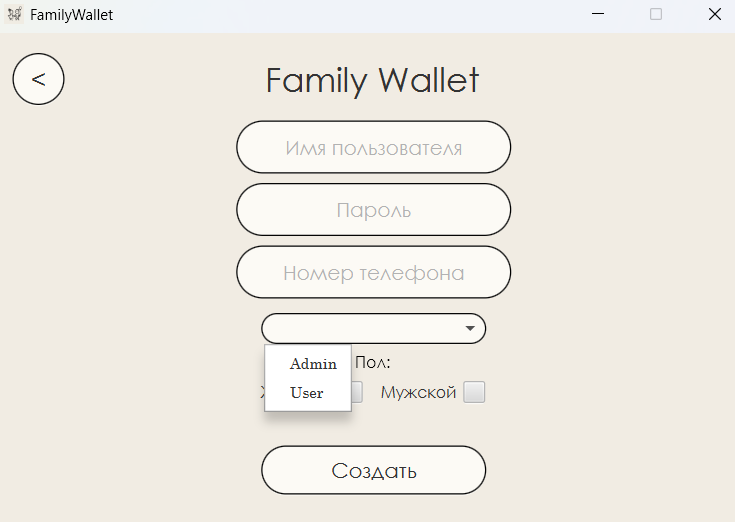 FamilyWallet
<
Family Wallet
Имя пользователя
Пароль
Номер телефона
Admin
Пол:
User
Мужской
Создать